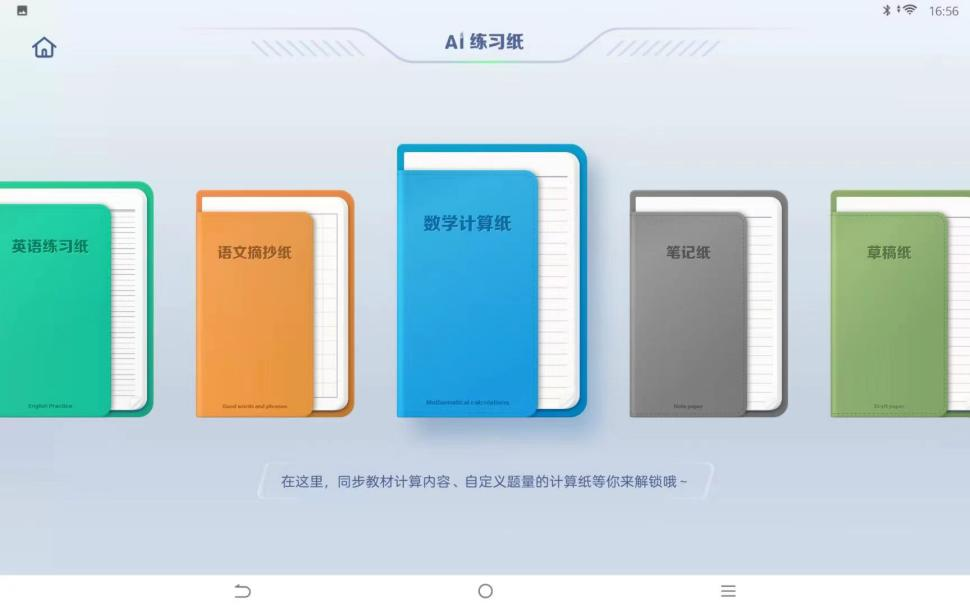 16:56
AI 练习纸
英语练习纸
English Practice
语文摘抄纸
Good words and phrases
数学计算纸
Mathematical calculations
笔记纸
Note paper
草稿纸
Draft paper
在这里，同步教材计算内容、自定义题量的计算纸等你来解锁哦~